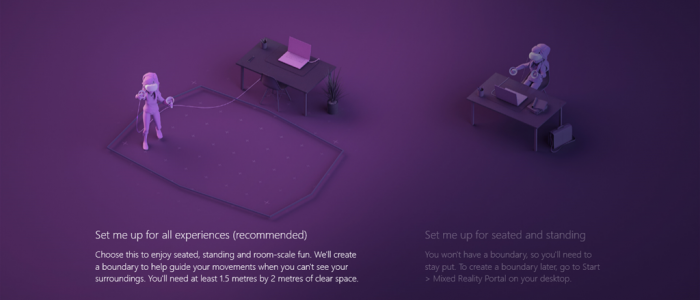 Set me up for all experiences (recommended)
Choose this to enjoy seated, standing and room-scale fun. We'll create
a boundary to help guide your movements when you can't see your
surroundings. You'll need at least 1.5 metres by 2 metres of clear space.
Set me up for seated and standing
You won't have a boundary, so you'll need to
stay put. To create a boundary later, go to Start
> Mixed Reality Portal on your desktop.